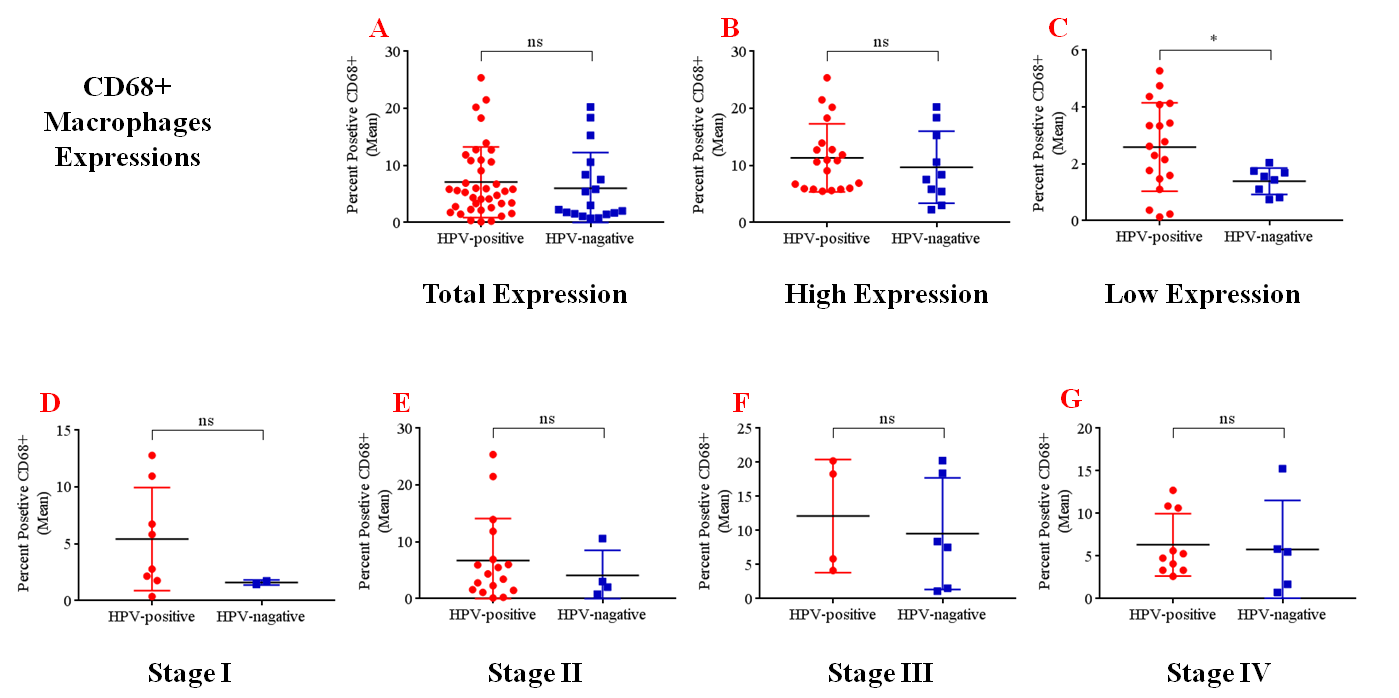 CD68+
Macrophages
Expressions
A
Percent Posetive CD68+
(Mean)
30
20
10
0
ns
HPV-positive
HPV-nagative
Total Expression
B
Percent Posetive CD68+
(Mean)
30
20
10
0
ns
HPV-positive
HPV-nagative
High Expression
C
Percent Posetive CD68+
(Mean)
6
4
2
0
*
HPV-positive
HPV-nagative
Low Expression
D
Percent Posetive CD68+
(Mean)
15
10
5
0
ns
HPV-positive
HPV-nagative
Stage I
E
Percent Posetive CD68+
(Mean)
30
20
10
0
ns
HPV-positive
HPV-nagative
Stage II
F
Percent Posetive CD68+
(Mean)
25
20
15
10
5
0
ns
HPV-positive
HPV-nagative
Stage III
G
Percent Posetive CD68+
(Mean)
20
15
10
5
0
ns
HPV-positive
HPV-nagative
Stage IV